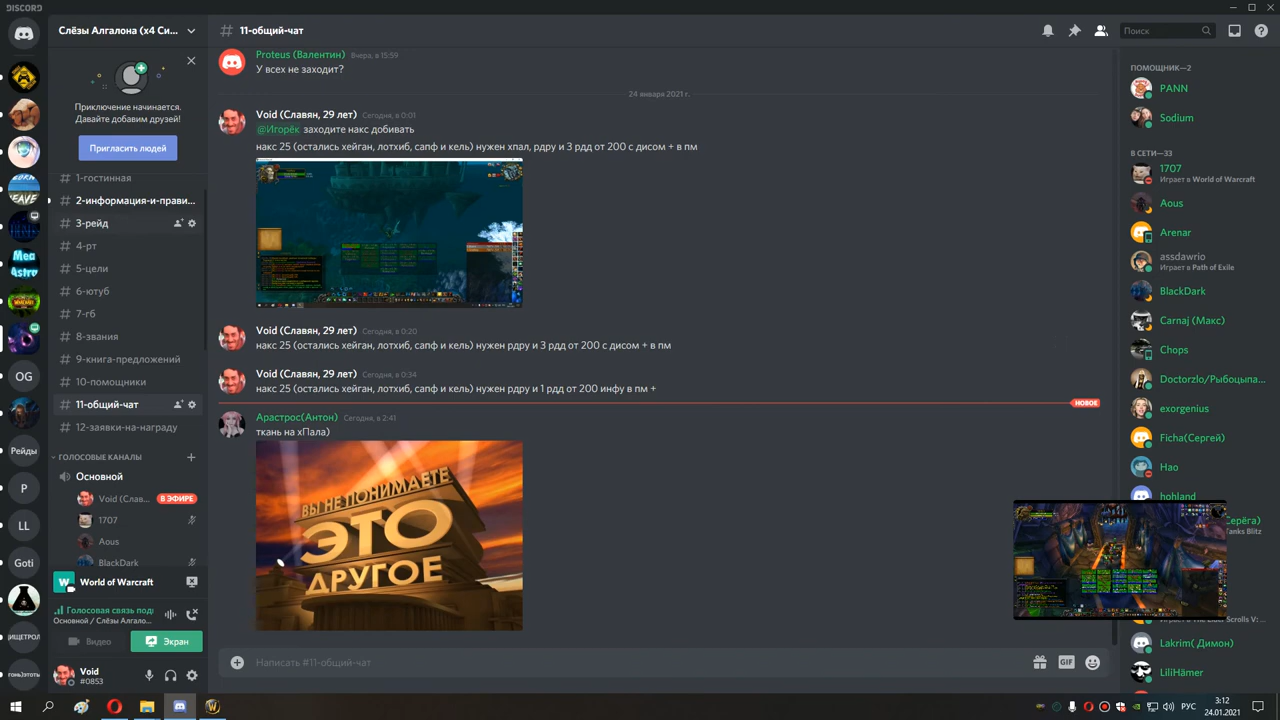 DISCORD
Слёзы Алгалона (x4 Си...
Приключение начинается.
Давайте добавим друзей!
Пригласить людей
1-гостинная
2-информация-и-прави...
3-рейд
4-рт
5-цели
6-ютуб
7-гб
8-звания
9-книга-предложений
10-помощники
11-общий-чат
12-заявки-на-награду
ГОЛОСОВЫЕ КАНАЛЫ
Основной
Void (Слав... В ЭФИРЕ
1707
Aous
BlackDark
World of Warcraft
Голосовая связь под
Основной / Слёзы Алгало...
Видео
Экран
Void
#0853
OG
Рейды
P
LL
Goti
# 11-общий-чат
Поиск
Proteus (Валентин) Вчера, в 15:59
У всех не заходит?
24 января 2021 г.
Void (Славян, 29 лет) Сегодня, в 0:01
@Игорёк заходите накс добивать
накс 25 (остались хейган, лотхиб, сапф и кель) нужен хпал, рдру и 3 рдд от 200 с дисом + в пм
Void (Славян, 29 лет) Сегодня, в 0:20
накс 25 (остались хейган, лотхиб, сапф и кель) нужен рдру и 3 рдд от 200 с дисом + в пм
Void (Славян, 29 лет) Сегодня, в 0:34
накс 25 (остались хейган, лотхиб, сапф и кель) нужен рдру и 1 рдд от 200 инфу в пм +
НОВОЕ
Арастрос(Антон) Сегодня, в 2:41
ткань на хПала)
ВЫ НЕ ПОНИМАЕТЕ
ЭТО
ДРУГОЕ
Написать #11-общий-чат
GIF
ПОМОЩНИК—2
PANN
Sodium
В СЕТИ—33
1707
Играет в World of Warcraft
Aous
Arenar
asdawrio
Играет в Path of Exile
BlackDark
Carnaj (Макс)
Chops
Doctorzlo/Рыбоцыпа...
exorgenius
Ficha(Сергей)
Hao
hohland
Серёга)
Tanks Blitz
Lakrim( Димон)
LiliHämer
РУС
3:12
24.01.2021